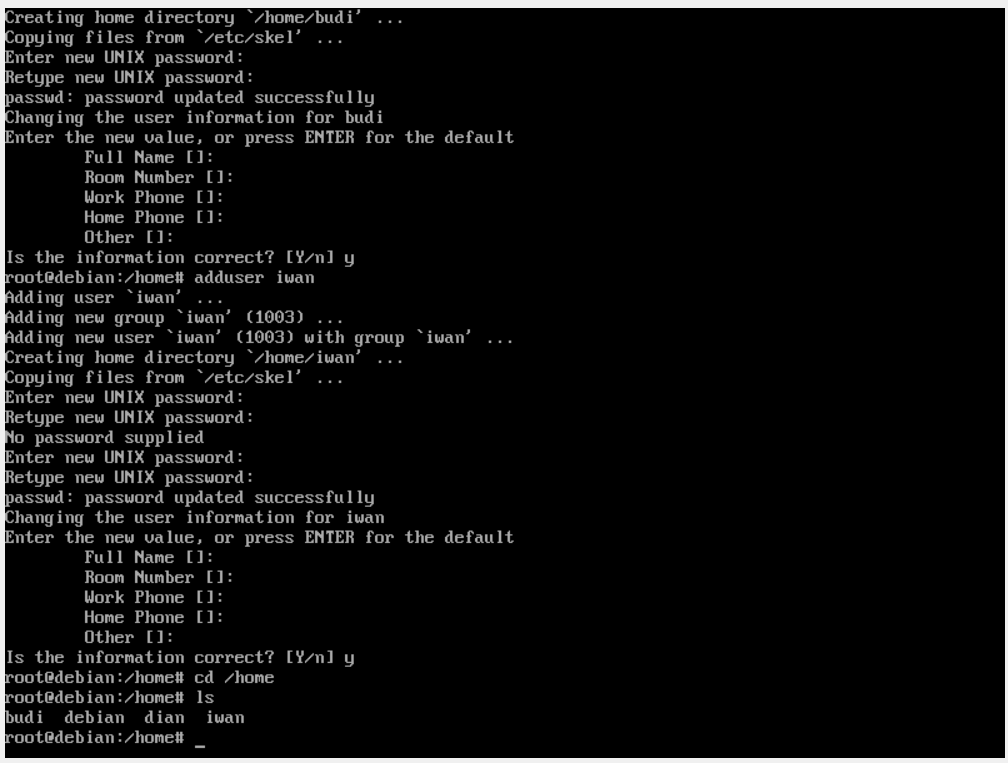 Creating home directory `/home/budi' ...
Copying files from `/etc/skel' ...
Enter new UNIX password:
Retype new UNIX password:
passwd: password updated successfully
Changing the user information for budi
Enter the new value, or press ENTER for the default
        Full Name []:
        Room Number []:
        Work Phone []:
        Home Phone []:
        Other []:
Is the information correct? [Y/n] y
root@debian:/home# adduser iwan
Adding user `iwan' ...
Adding new group `iwan' (1003) ...
Adding new user `iwan' (1003) with group `iwan' ...
Creating home directory `/home/iwan' ...
Copying files from `/etc/skel' ...
Enter new UNIX password:
Retype new UNIX password:
No password supplied
Enter new UNIX password:
Retype new UNIX password:
passwd: password updated successfully
Changing the user information for iwan
Enter the new value, or press ENTER for the default
        Full Name []:
        Room Number []:
        Work Phone []:
        Home Phone []:
        Other []:
Is the information correct? [Y/n] y
root@debian:/home# cd /home
root@debian:/home# ls
budi  debian  dian  iwan
root@debian:/home# _